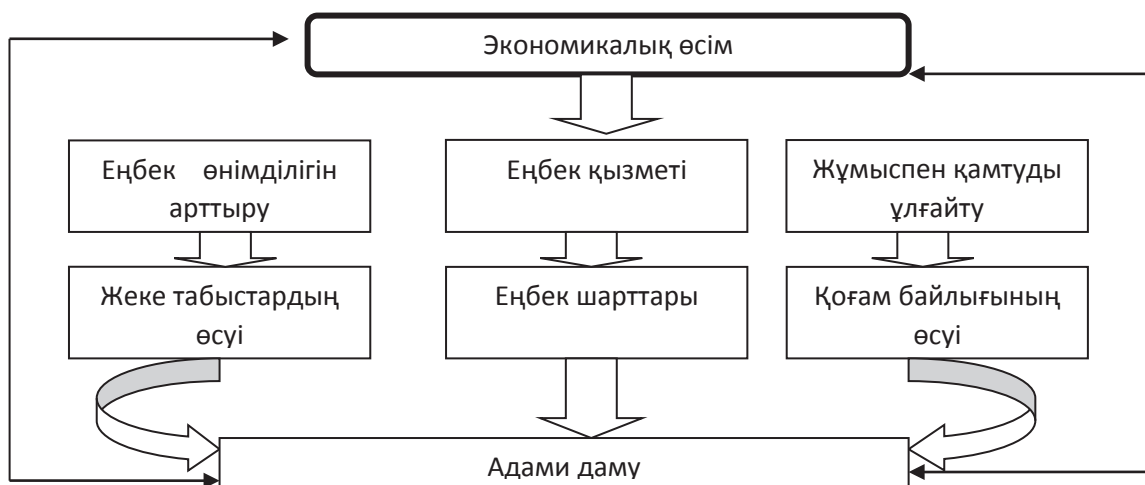 Экономикалық өсім
Еңбек өнімділігін
арттыру
Еңбек қызметі
Жұмыспен қамтуды
ұлғайту
Жеке табыстардың
өсуі
Еңбек шарттары
Қоғам байлығының
өсуі
Адами даму